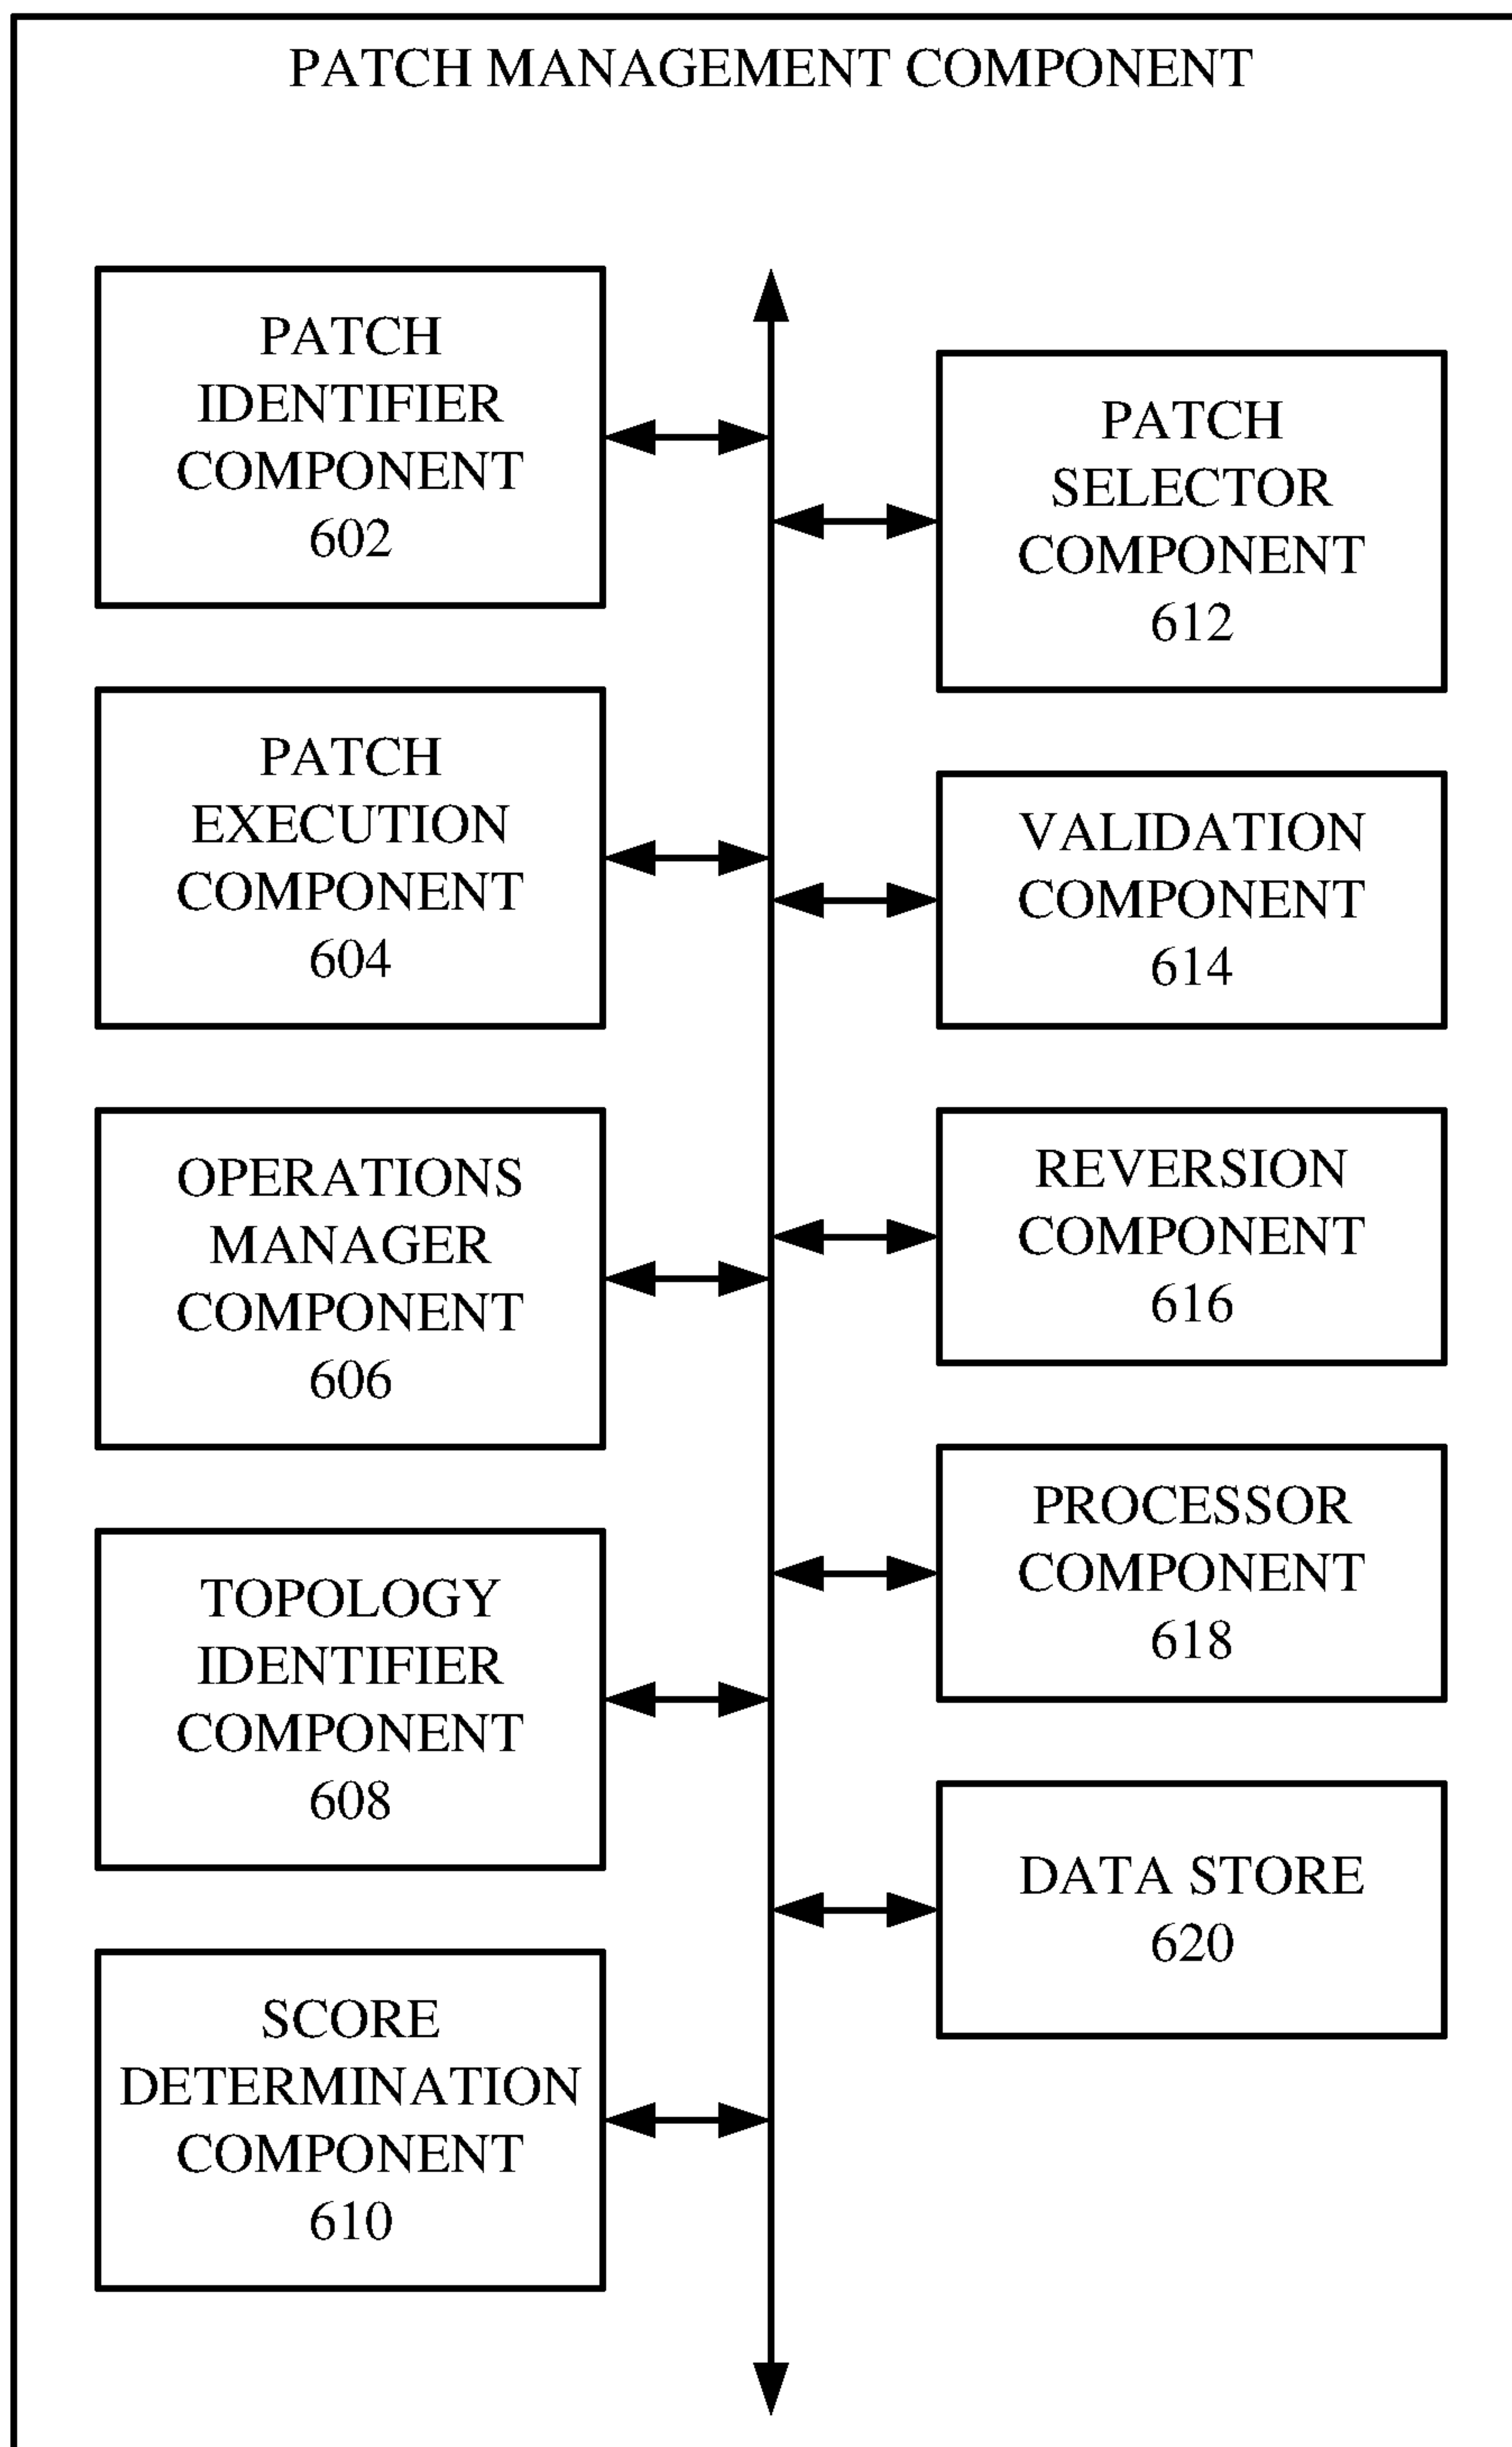 PATCH MANAGEMENT COMPONENT
PATCH
IDENTIFIER
COMPONENT
602
PATCH
EXECUTION
COMPONENT
604
OPERATIONS
MANAGER
COMPONENT
606
TOPOLOGY
IDENTIFIER
COMPONENT
608
SCORE
DETERMINATION
COMPONENT
610
PATCH
SELECTOR
COMPONENT
612
VALIDATION
COMPONENT
614
REVERSION
COMPONENT
616
PROCESSOR
COMPONENT
618
DATA STORE
620